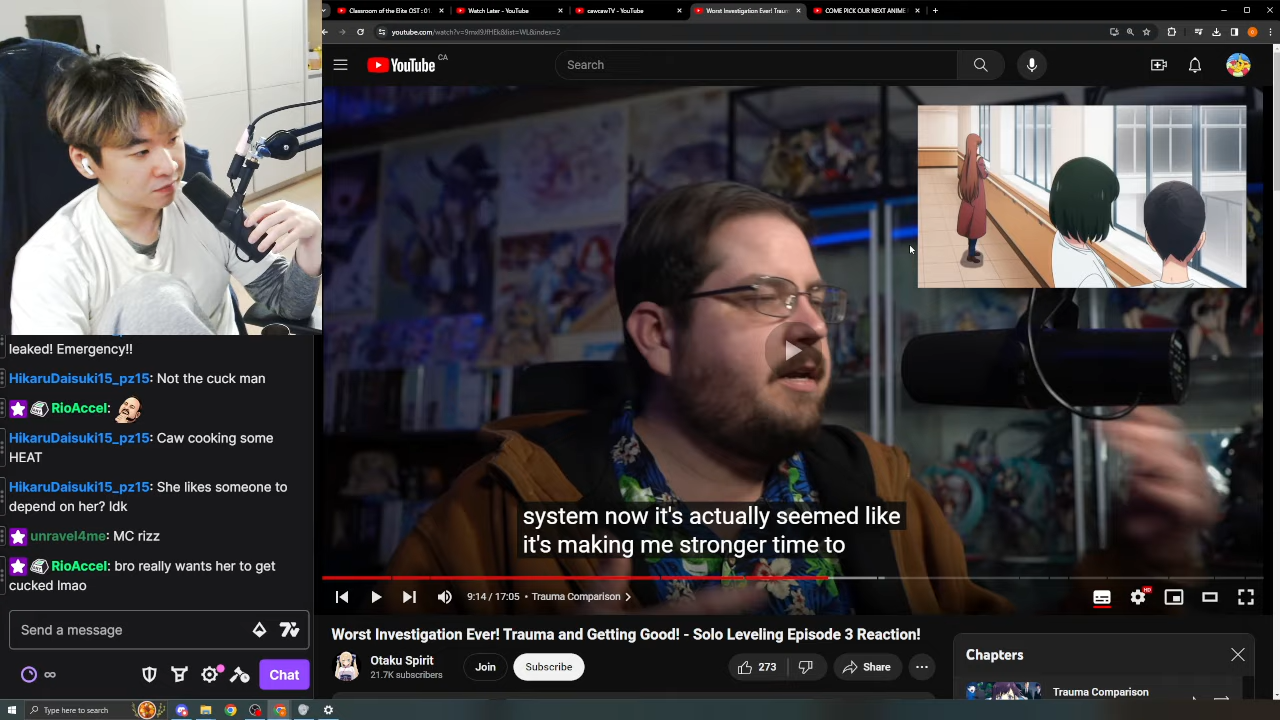 Classroom of the Elite OST : 01.
Watch Later - YouTube
cawcawTV - YouTube
Worst Investigation Ever! Traum
COME PICK OUR NEXT ANIME
YouTube
CA
Search
system now it's actually seemed like
it's making me stronger time to
9:14 / 17:05 • Trauma Comparison
HD
Worst Investigation Ever! Trauma and Getting Good! - Solo Leveling Episode 3 Reaction!
Otaku Spirit
21.7K subscribers
Join
Subscribe
273
Share
Chapters
Trauma Comparison
leaked! Emergency!!
HikaruDaisuki15_pz15: Not the cuck man
RioAccel:
HikaruDaisuki15_pz15: Caw cooking some
HEAT
HikaruDaisuki15_pz15: She likes someone to
depend on her? Idk
unravel4me: MC rizz
RioAccel: bro really wants her to get
cucked lmao
Send a message
Chat
Type here to search